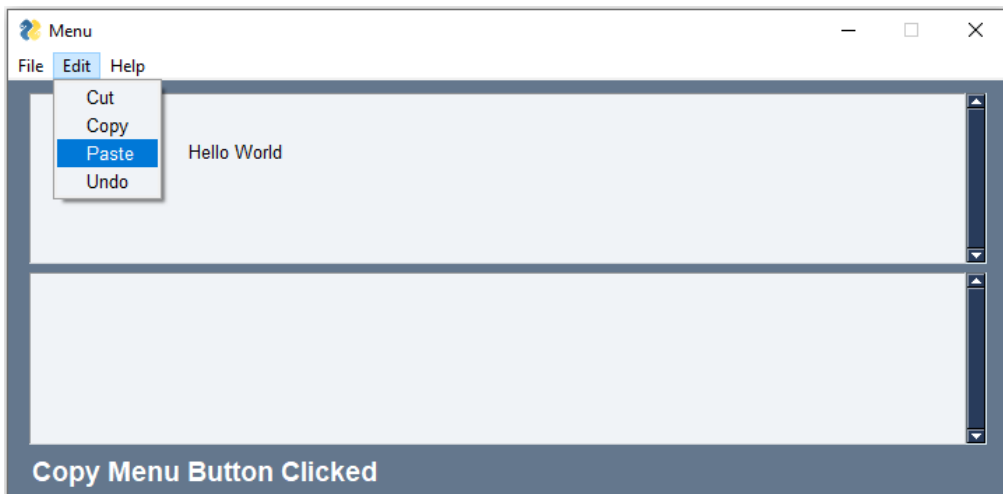 Menu
File Edit Help
Cut
Copy
Paste
Hello World
Undo
Copy Menu Button Clicked